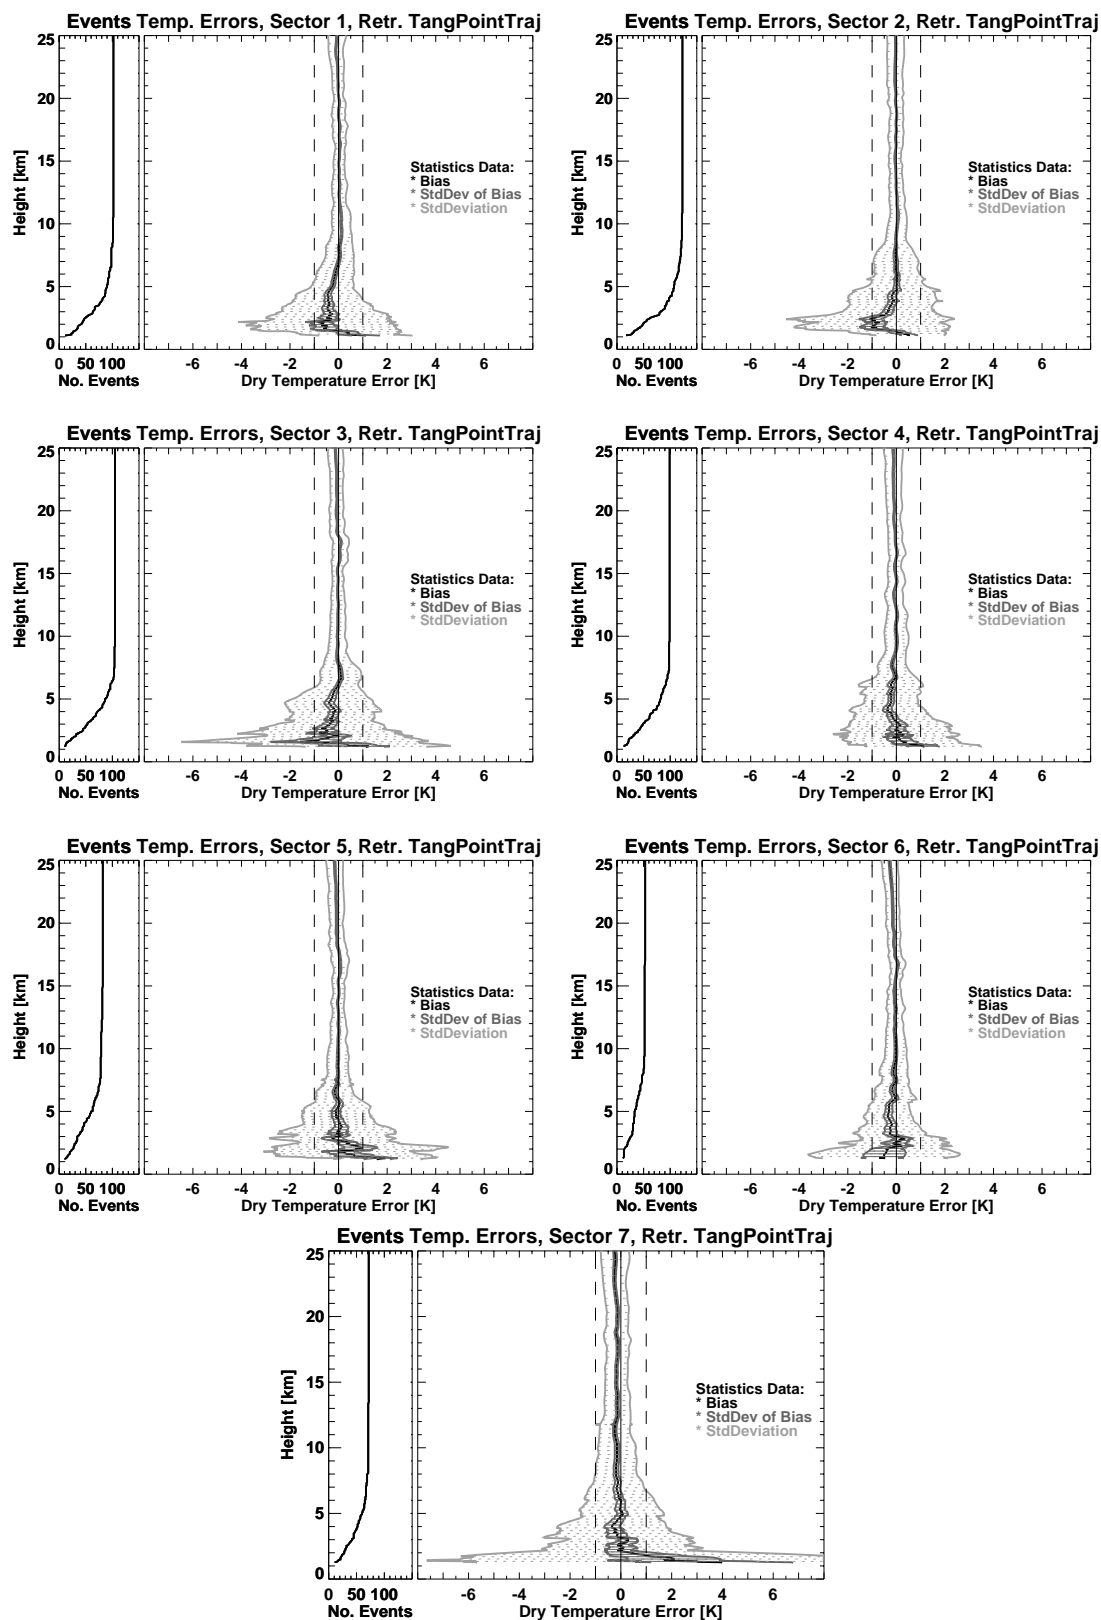 Events Temp. Errors, Sector 1, Retr. TangPointTraj
25
20
15
10
5
0
Height [km]
Statistics Data:
* Bias
* StdDev of Bias
* StdDeviation
0 50 100
-6 -4 -2 0 2 4 6
No. Events
Dry Temperature Error [K]
Events Temp. Errors, Sector 2, Retr. TangPointTraj
25
20
15
10
5
0
Height [km]
Statistics Data:
* Bias
* StdDev of Bias
* StdDeviation
0 50 100
-6 -4 -2 0 2 4 6
No. Events
Dry Temperature Error [K]
Events Temp. Errors, Sector 3, Retr. TangPointTraj
25
20
15
10
5
0
Height [km]
Statistics Data:
* Bias
* StdDev of Bias
* StdDeviation
0 50 100
-6 -4 -2 0 2 4 6
No. Events
Dry Temperature Error [K]
Events Temp. Errors, Sector 4, Retr. TangPointTraj
25
20
15
10
5
0
Height [km]
Statistics Data:
* Bias
* StdDev of Bias
* StdDeviation
0 50 100
-6 -4 -2 0 2 4 6
No. Events
Dry Temperature Error [K]
Events Temp. Errors, Sector 5, Retr. TangPointTraj
25
20
15
10
5
0
Height [km]
Statistics Data:
* Bias
* StdDev of Bias
* StdDeviation
0 50 100
-6 -4 -2 0 2 4 6
No. Events
Dry Temperature Error [K]
Events Temp. Errors, Sector 6, Retr. TangPointTraj
25
20
15
10
5
0
Height [km]
Statistics Data:
* Bias
* StdDev of Bias
* StdDeviation
0 50 100
-6 -4 -2 0 2 4 6
No. Events
Dry Temperature Error [K]
Events Temp. Errors, Sector 7, Retr. TangPointTraj
25
20
15
10
5
0
Height [km]
Statistics Data:
* Bias
* StdDev of Bias
* StdDeviation
0 50 100
-6 -4 -2 0 2 4 6
No. Events
Dry Temperature Error [K]